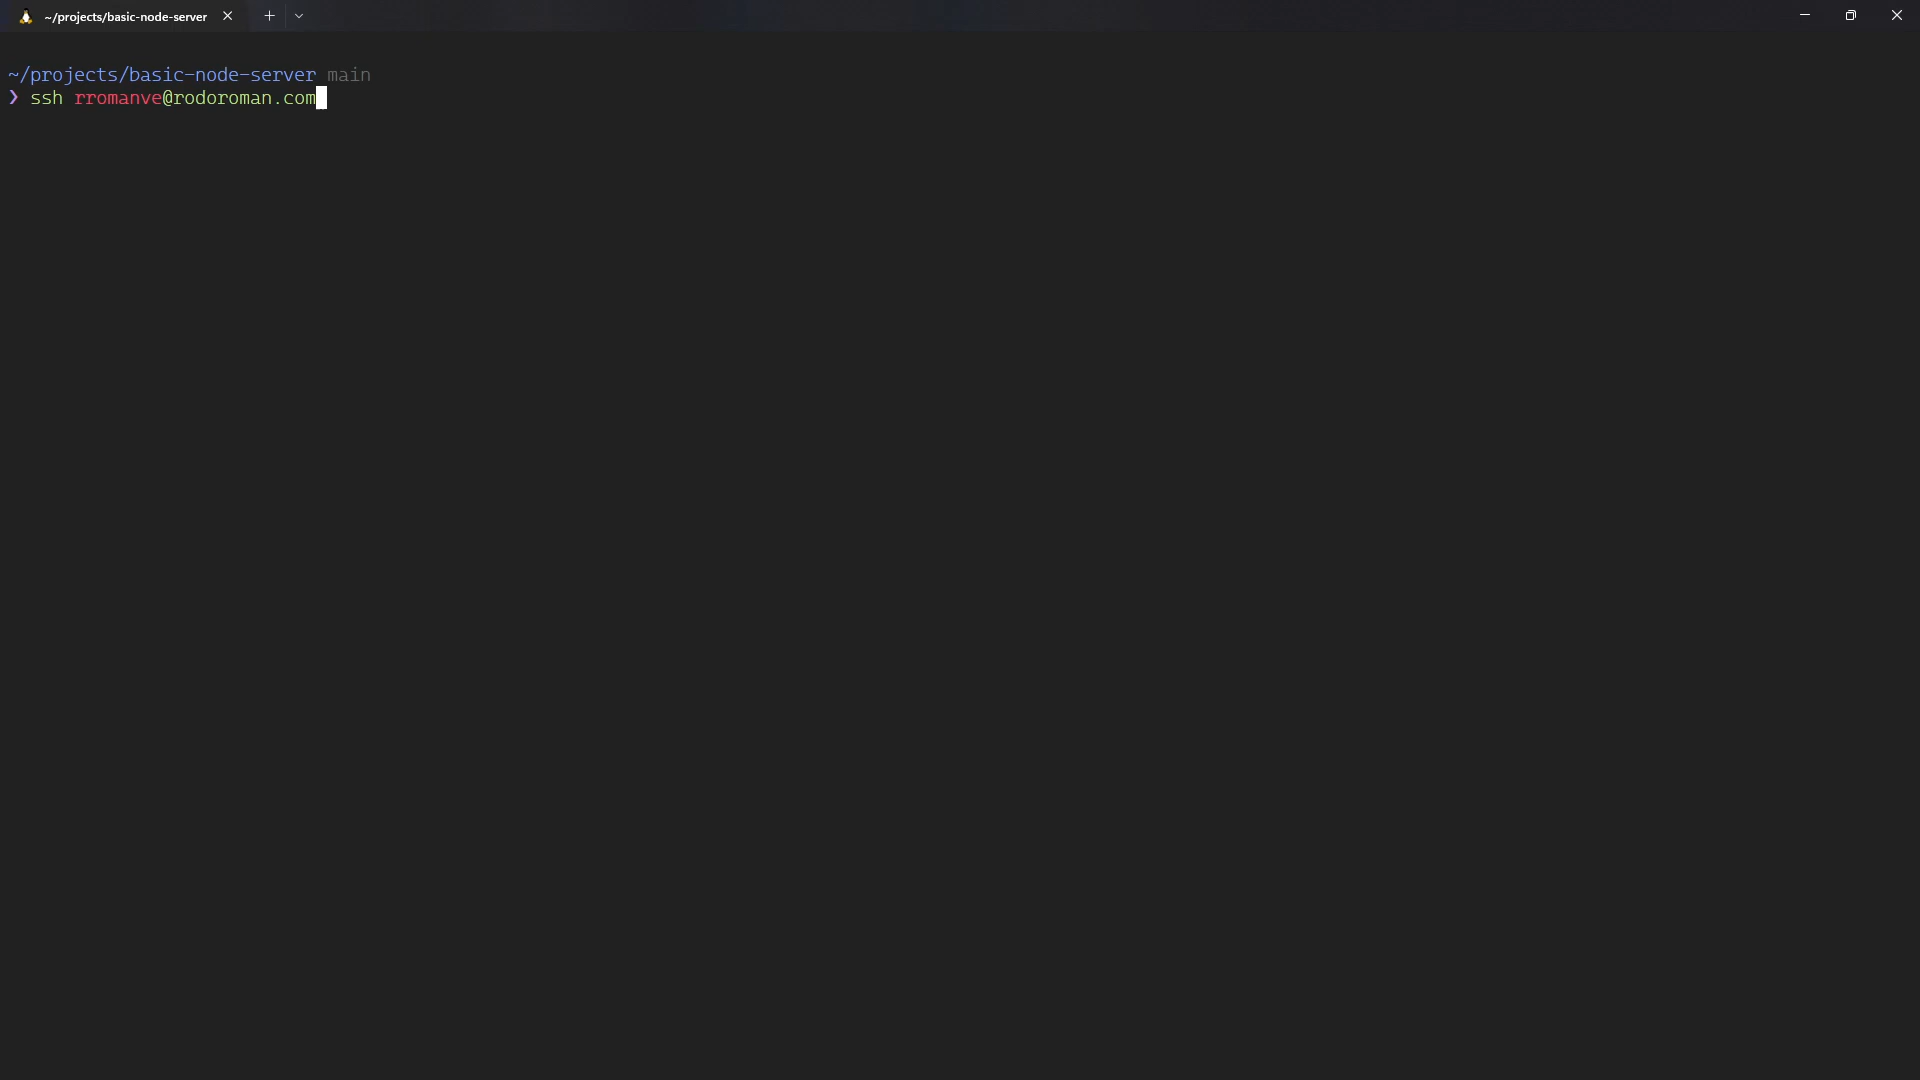 ~/projects/basic-node-server
~/projects/basic-node-server main
❯ ssh rromanve@rodoroman.com